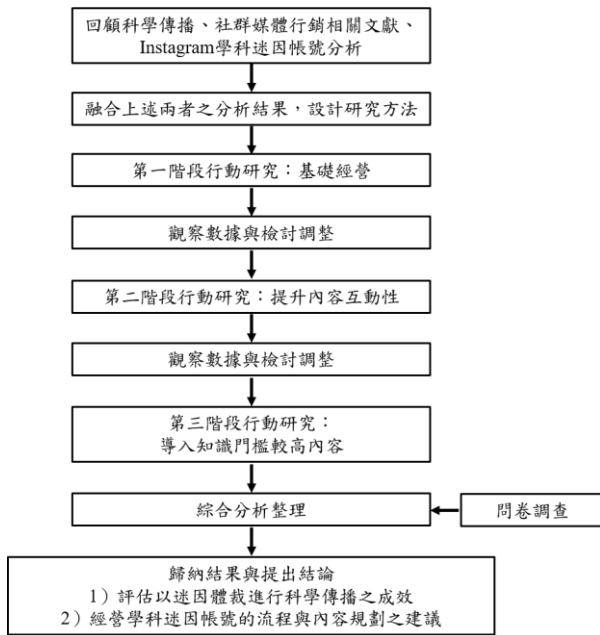 回顧科學傳播、社群媒體行銷相關文獻、
Instagram學科迷因帳號分析
融合上述兩者之分析結果，設計研究方法
第一階段行動研究：基礎經營
觀察數據與檢討調整
第二階段行動研究：提升內容互動性
觀察數據與檢討調整
第三階段行動研究：
導入知識門檻較高內容
綜合分析整理
問卷調查
歸納結果與提出結論
1）評估以迷因體裁進行科學傳播之成效
2）經營學科迷因帳號的流程與內容規劃之建議